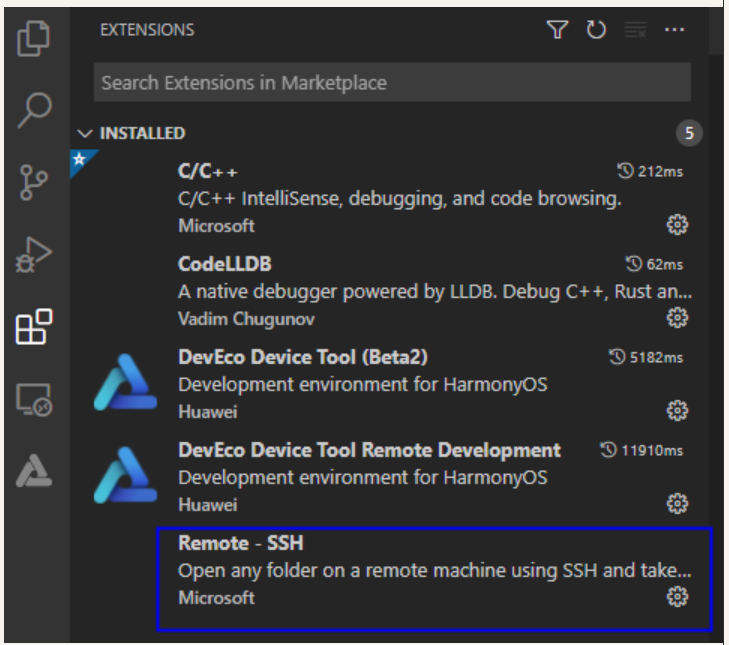 EXTENSIONS
Search Extensions in Marketplace
INSTALLED 5
C/C++ 212ms
C/C++ IntelliSense, debugging, and code browsing.
Microsoft
CodeLLDB 62ms
A native debugger powered by LLDB. Debug C++, Rust an...
Vadim Chugunov
DevEco Device Tool (Beta2) 5182ms
Development environment for HarmonyOS
Huawei
DevEco Device Tool Remote Development 11910ms
Development environment for HarmonyOS
Huawei
Remote - SSH
Open any folder on a remote machine using SSH and take...
Microsoft